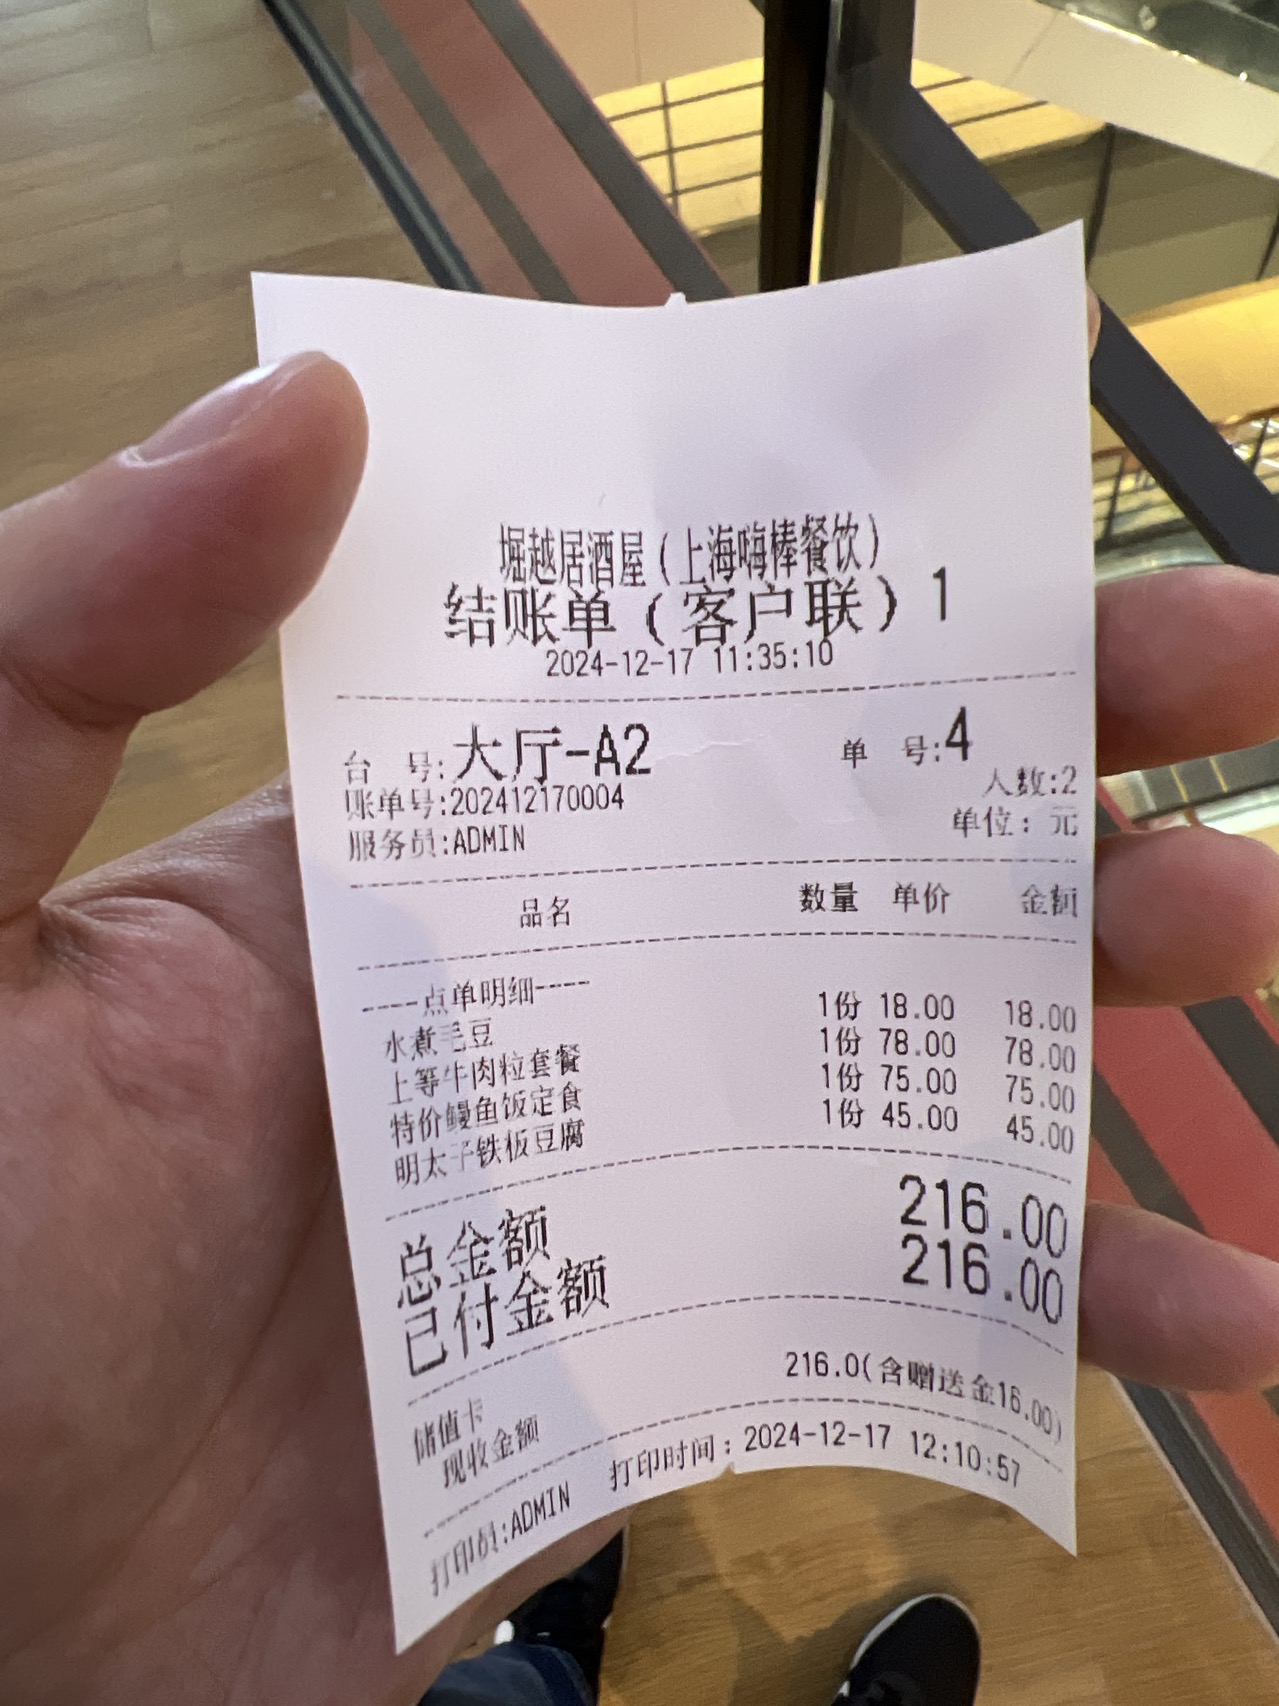 堀越居酒屋(上海嗨棒餐饮)
结账单(客户联)1
2024-12-17 11:35:10
台 号:大厅-A2 单 号:4
账单号:202412170004 人数:2
服务员:ADMIN 单位: 元
品名 数量 单价 金额
----点单明细----
水煮毛豆 1份 18.00 18.00
上等牛肉粒套餐 1份 78.00 78.00
特价鳗鱼饭定食 1份 75.00 75.00
明太子铁板豆腐 1份 45.00 45.00
总金额 216.00
已付金额 216.00
储值卡 216.0(含赠送金16.00)
现收金额
打印员:ADMIN 打印时间:2024-12-17 12:10:57